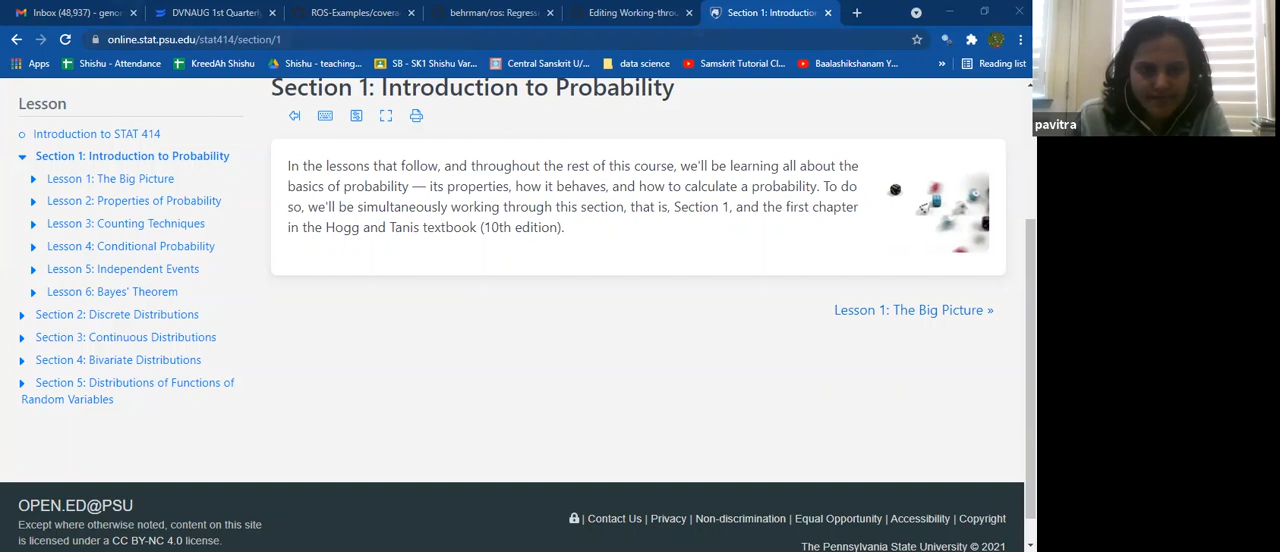 Inbox (48,937) - genom
DVNAUG 1st Quarterly
ROS-Examples/covera
behrman/ros: Regress
Editing Working-throu
Section 1: Introductio
online.stat.psu.edu/stat414/section/1
Apps
Shishu - Attendance
KreedAh Shishu
Shishu - teaching...
SB - SK1 Shishu Var...
Central Sanskrit U/...
data science
Samskrit Tutorial Cl...
Baalashikshanam Y...
»
Reading list
pavitra
Lesson
Introduction to STAT 414
Section 1: Introduction to Probability
Lesson 1: The Big Picture
Lesson 2: Properties of Probability
Lesson 3: Counting Techniques
Lesson 4: Conditional Probability
Lesson 5: Independent Events
Lesson 6: Bayes' Theorem
Section 2: Discrete Distributions
Section 3: Continuous Distributions
Section 4: Bivariate Distributions
Section 5: Distributions of Functions of
Random Variables
Section 1: Introduction to Probability
In the lessons that follow, and throughout the rest of this course, we'll be learning all about the
basics of probability — its properties, how it behaves, and how to calculate a probability. To do
so, we'll be simultaneously working through this section, that is, Section 1, and the first chapter
in the Hogg and Tanis textbook (10th edition).
Lesson 1: The Big Picture »
OPEN.ED@PSU
Except where otherwise noted, content on this site
is licensed under a CC BY-NC 4.0 license.
| Contact Us | Privacy | Non-discrimination | Equal Opportunity | Accessibility | Copyright
The Pennsylvania State University © 2021